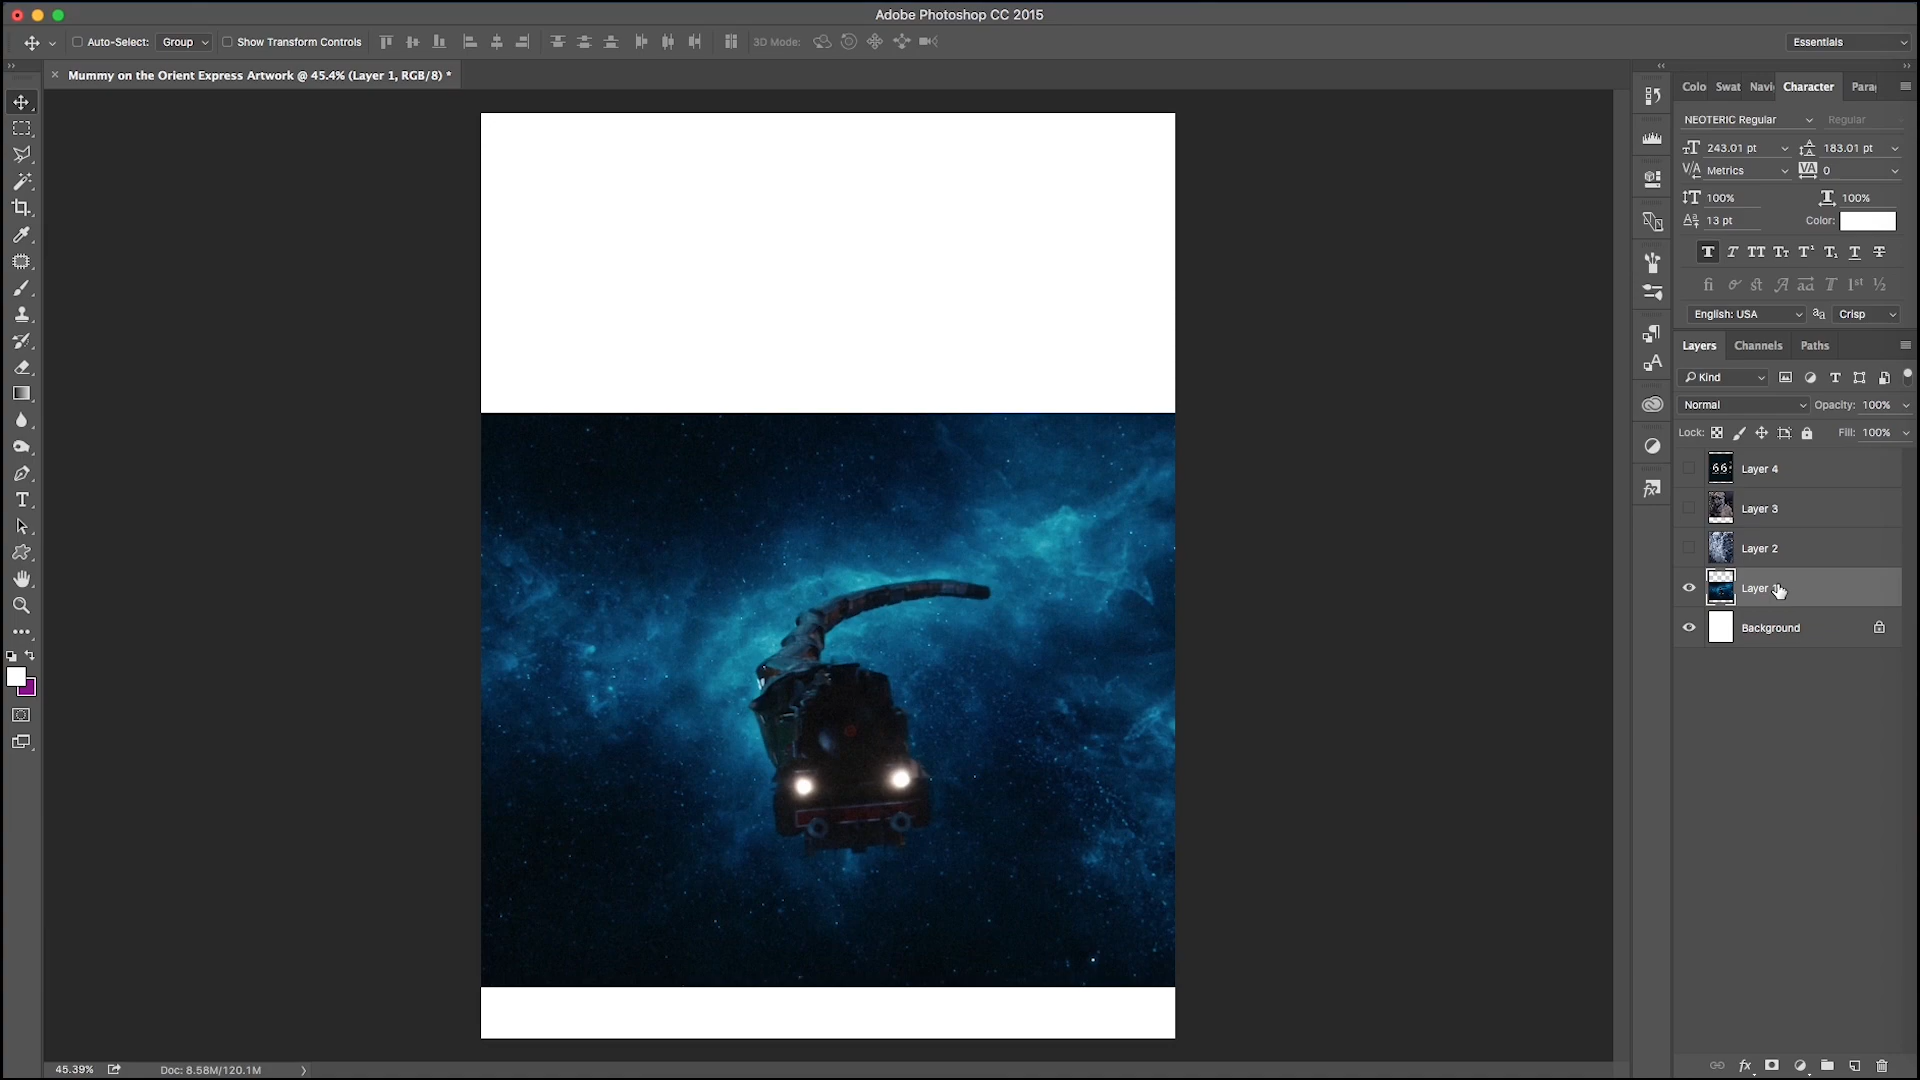 Adobe Photoshop CC 2015
Auto-Select: Group Show Transform Controls 3D Mode: Essentials
Mummy on the Orient Express Artwork @ 45.4% (Layer 1, RGB/8) *
Colo Swat Navi Character Para
NEOTERIC Regular Regular
243.01 pt 183.01 pt
Metrics 0
100% 100%
13 pt Color:
English: USA Crisp
Layers Channels Paths
Kind
Normal Opacity: 100%
Lock: Fill: 100%
66: Layer 4
Layer 3
Layer 2
Layer 1
Background
45.39% Doc: 8.58M/120.1M